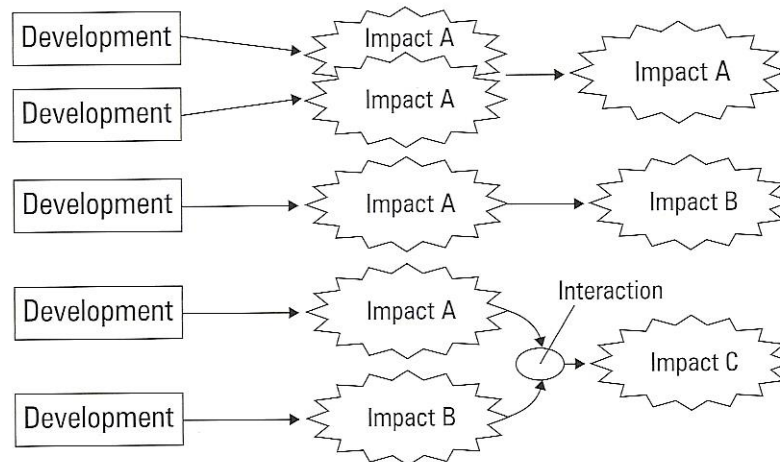 Development
Impact A
Impact A
Development
Impact A
Development
Impact A
Impact B
Development
Impact A
Interaction
Impact C
Development
Impact B